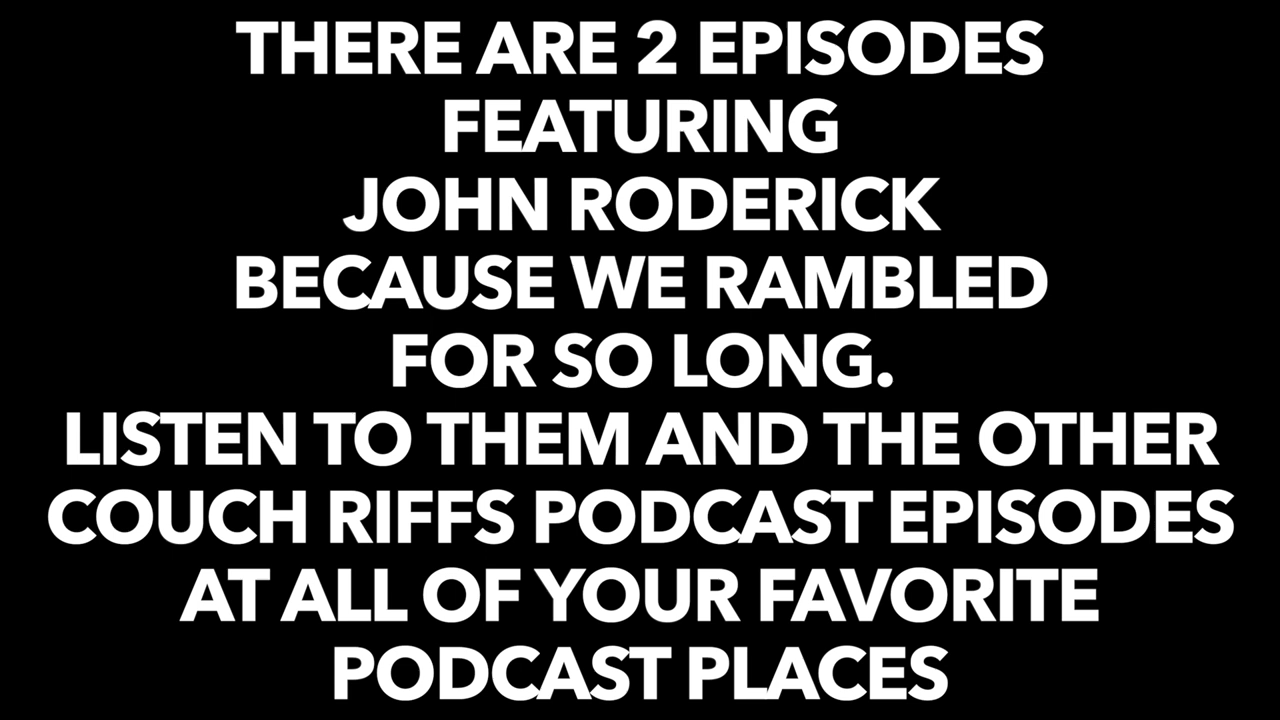 THERE ARE 2 EPISODES
FEATURING
JOHN RODERICK
BECAUSE WE RAMBLED
FOR SO LONG.
LISTEN TO THEM AND THE OTHER
COUCH RIFFS PODCAST EPISODES
AT ALL OF YOUR FAVORITE
PODCAST PLACES